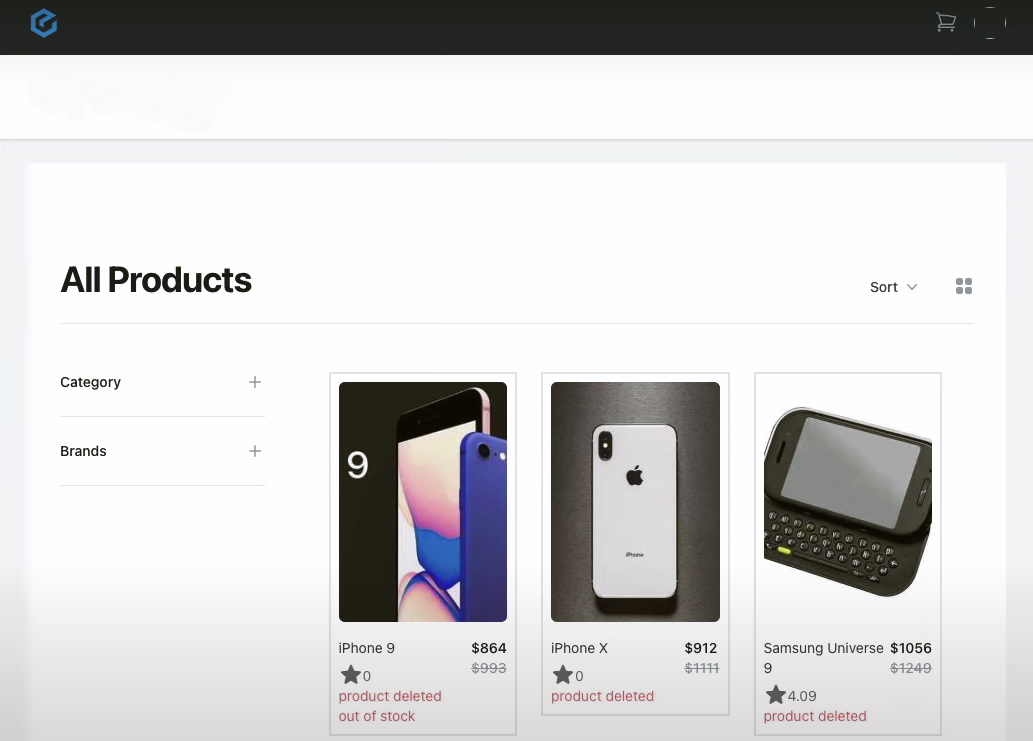 All Products
Sort
Category
Brands
9
iPhone
iPhone 9 $864
$993
0
product deleted
out of stock
iPhone X $912
$1111
0
product deleted
Samsung Universe 9 $1056
$1249
4.09
product deleted